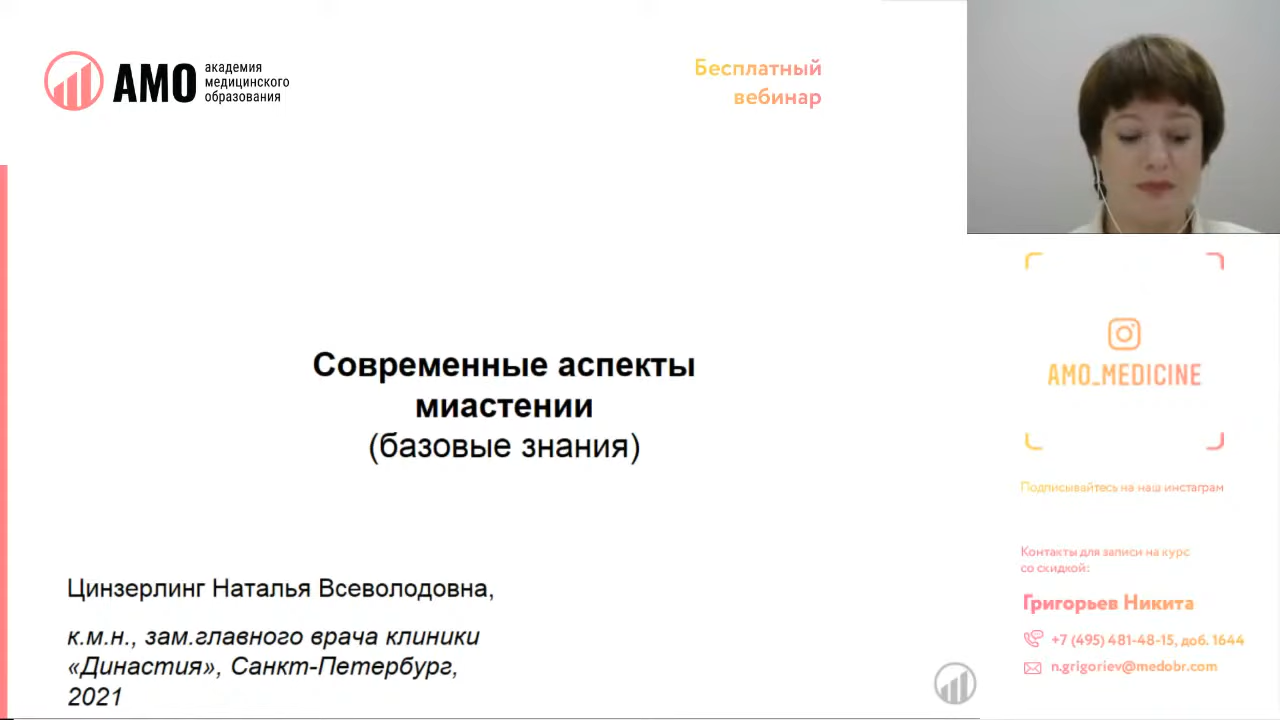 АМО
академия
медицинского
образования
Бесплатный
вебинар
Современные аспекты
миастении
(базовые знания)
Цинзерлинг Наталья Всеволодовна,
к.м.н., зам.главного врача клиники
«Династия», Санкт-Петербург,
2021
AMO_MEDICINE
Подписывайтесь на наш инстаграм
Контакты для записи на курс
со скидкой:
Григорьев Никита
+7 (495) 481-48-15, доб. 1644
n.grigoriev@medobr.com